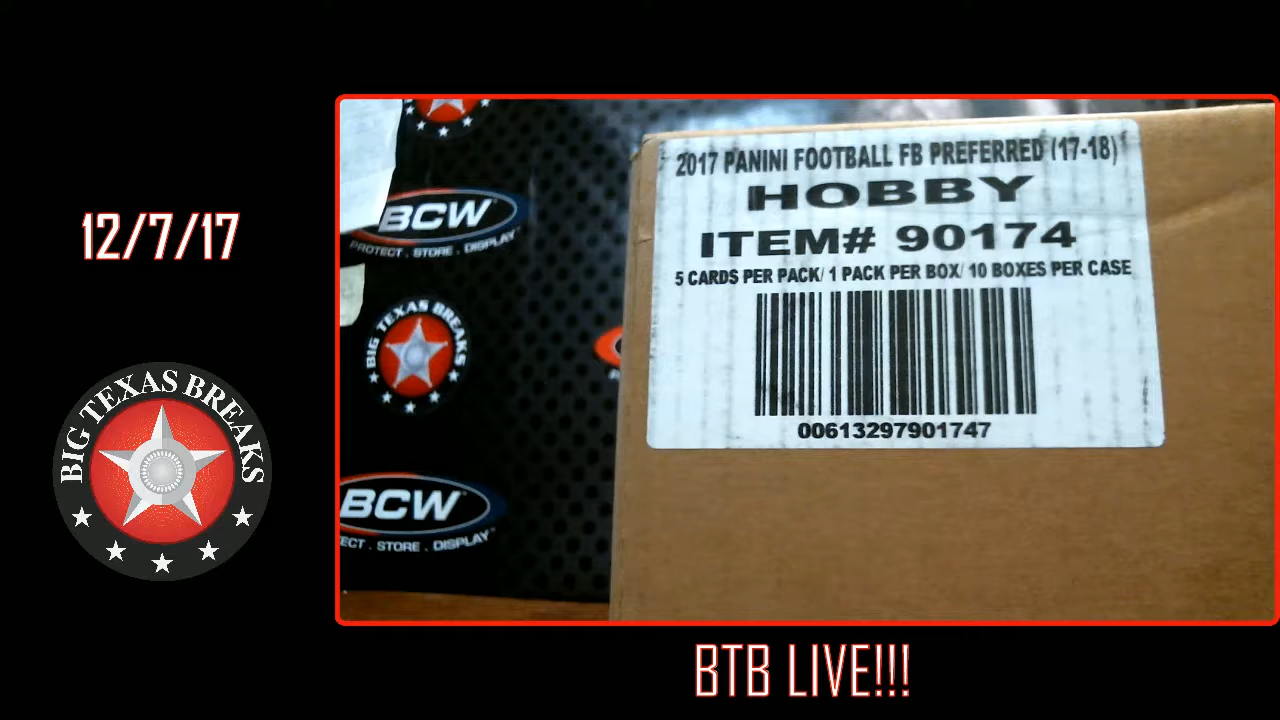 12/7/17
BIG TEXAS BREAKS
BCW
PROTECT . STORE . DISPLAY
BIG TEXAS BREAKS
BCW
ECT . STORE . DISPLAY
2017 PANINI FOOTBALL FB PREFERRED (17-18)
HOBBY
ITEM# 90174
5 CARDS PER PACK/ 1 PACK PER BOX/ 10 BOXES PER CASE
00613297901747
BTB LIVE!!!